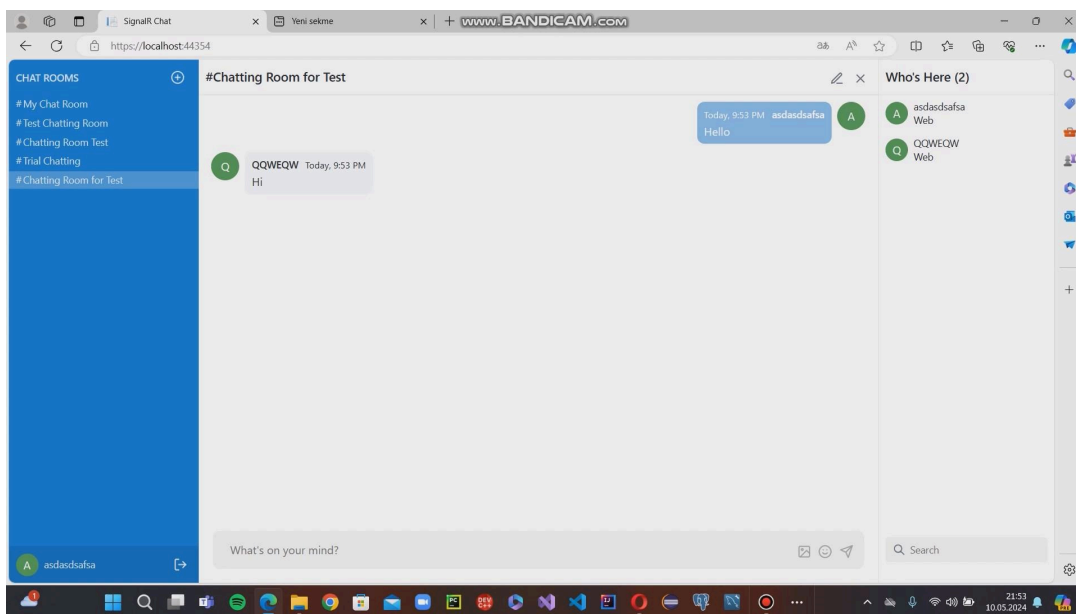 SignalR Chat
Yeni sekme
www.BANDICAM.com
https://localhost:44354
CHAT ROOMS
#My Chat Room
#Test Chatting Room
#Chatting Room Test
#Trial Chatting
#Chatting Room for Test
A asdasdsafsa
#Chatting Room for Test
Today, 9:53 PM asdasdsafsa
Hello
A
Q
QQWEQW Today, 9:53 PM
Hi
What's on your mind?
Who's Here (2)
A asdasdsafsa
Web
Q QQWEQW
Web
Search
21:53
10.05.2024